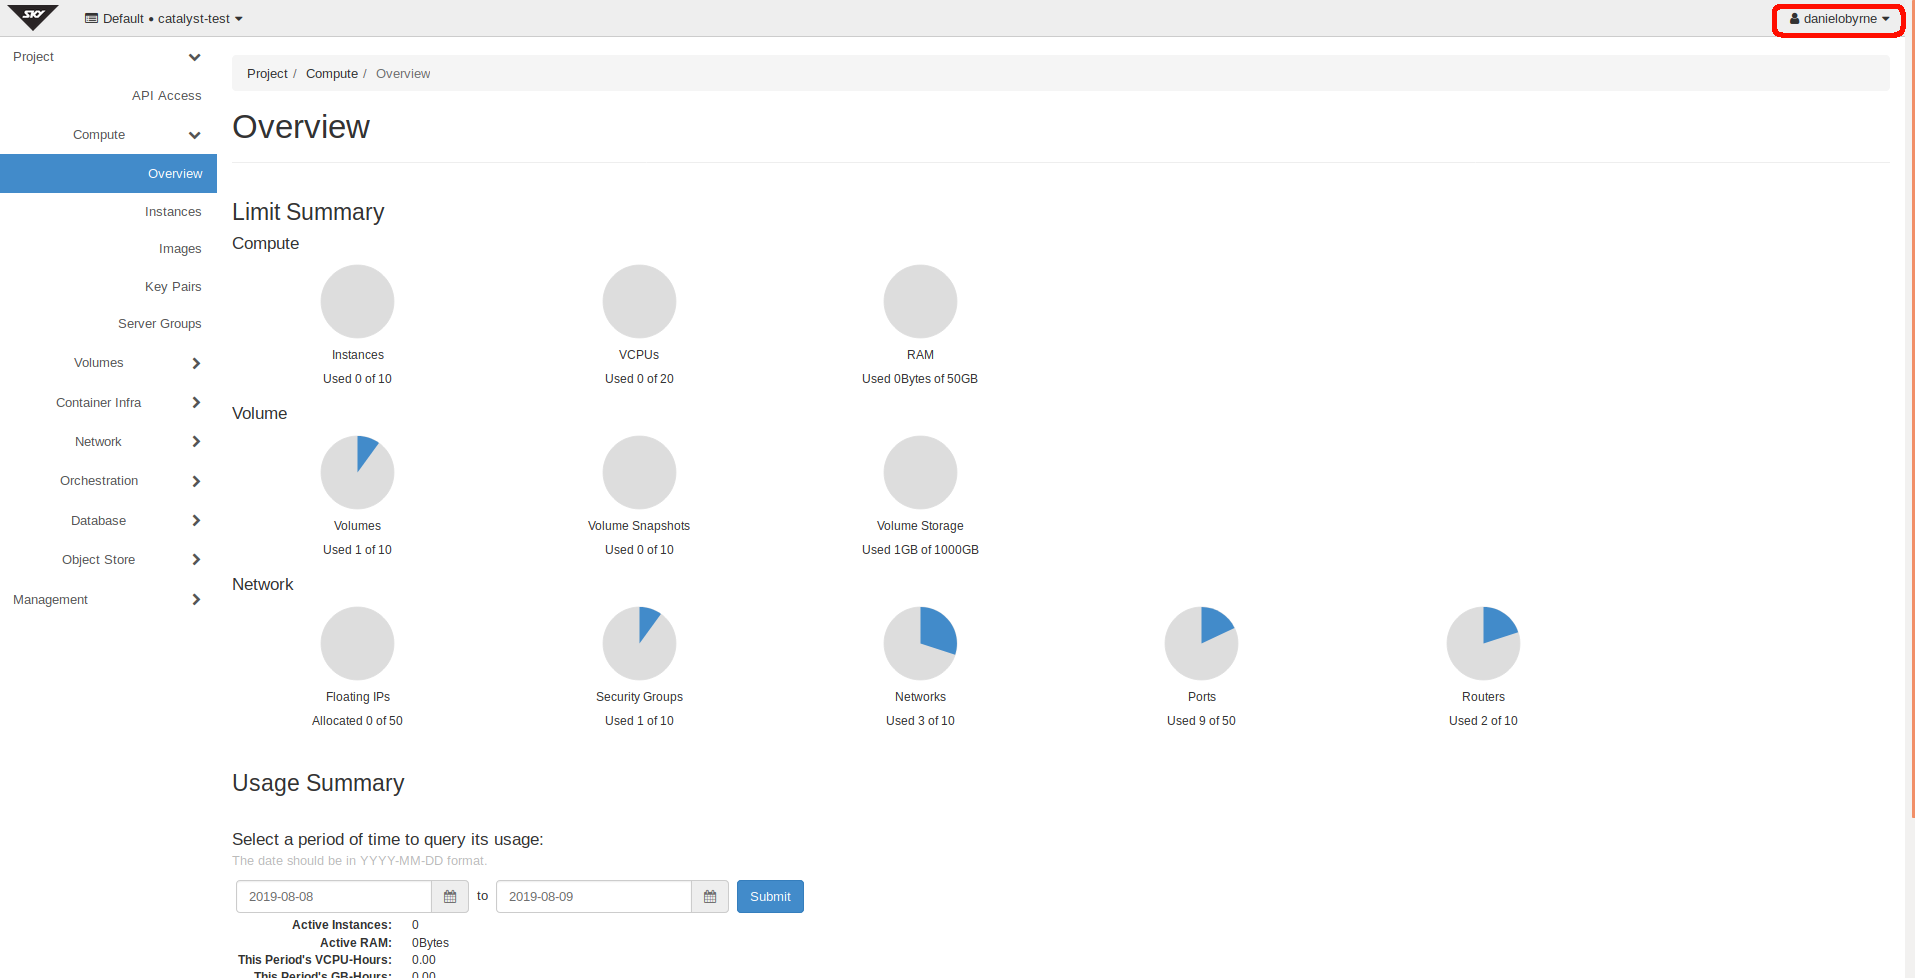 SKY
Default • catalyst-test
danielobyrne
Project
API Access
Compute
Overview
Instances
Images
Key Pairs
Server Groups
Volumes
Container Infra
Network
Orchestration
Database
Object Store
Management
Project / Compute / Overview
Overview
Limit Summary
Compute
Instances VCPUs RAM
Used 0 of 10 Used 0 of 20 Used 0Bytes of 50GB
Volume
Volumes Volume Snapshots Volume Storage
Used 1 of 10 Used 0 of 10 Used 1GB of 1000GB
Network
Floating IPs Security Groups Networks Ports Routers
Allocated 0 of 50 Used 1 of 10 Used 3 of 10 Used 9 of 50 Used 2 of 10
Usage Summary
Select a period of time to query its usage:
The date should be in YYYY-MM-DD format.
2019-08-08 to 2019-08-09 Submit
Active Instances: 0
Active RAM: 0Bytes
This Period's VCPU-Hours: 0.00
This Period's GB-Hours: 0.00